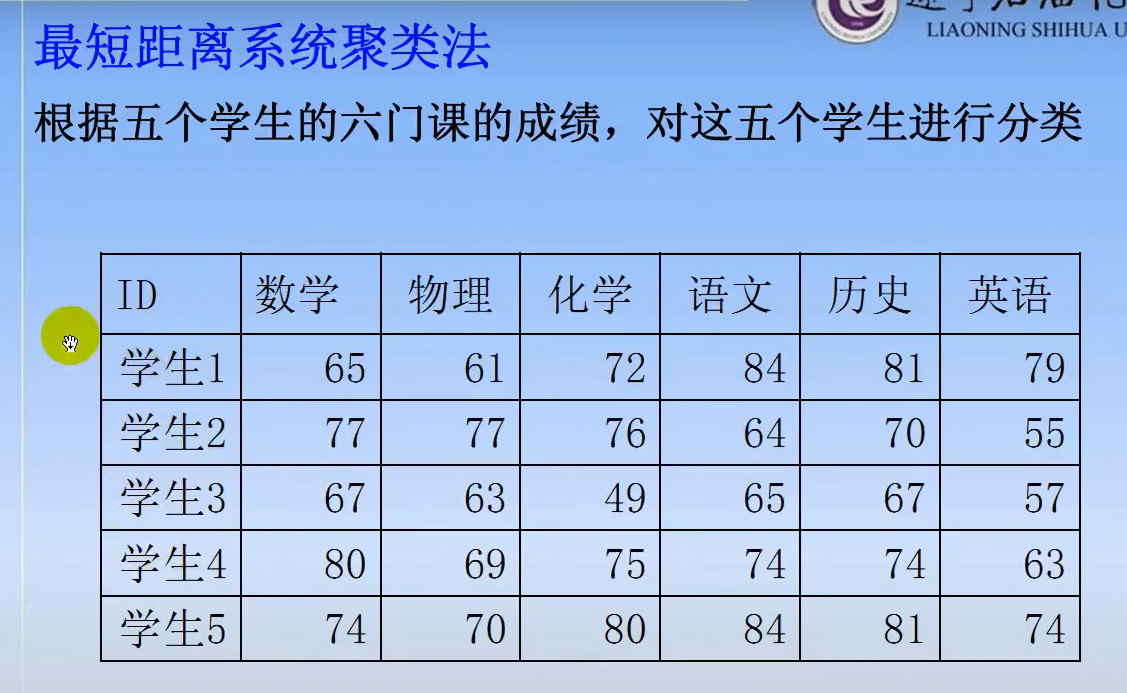 LIAONING SHIHUA U
最短距离系统聚类法
根据五个学生的六门课的成绩，对这五个学生进行分类
ID 数学 物理 化学 语文 历史 英语
学生1 65 61 72 84 81 79
学生2 77 77 76 64 70 55
学生3 67 63 49 65 67 57
学生4 80 69 75 74 74 63
学生5 74 70 80 84 81 74